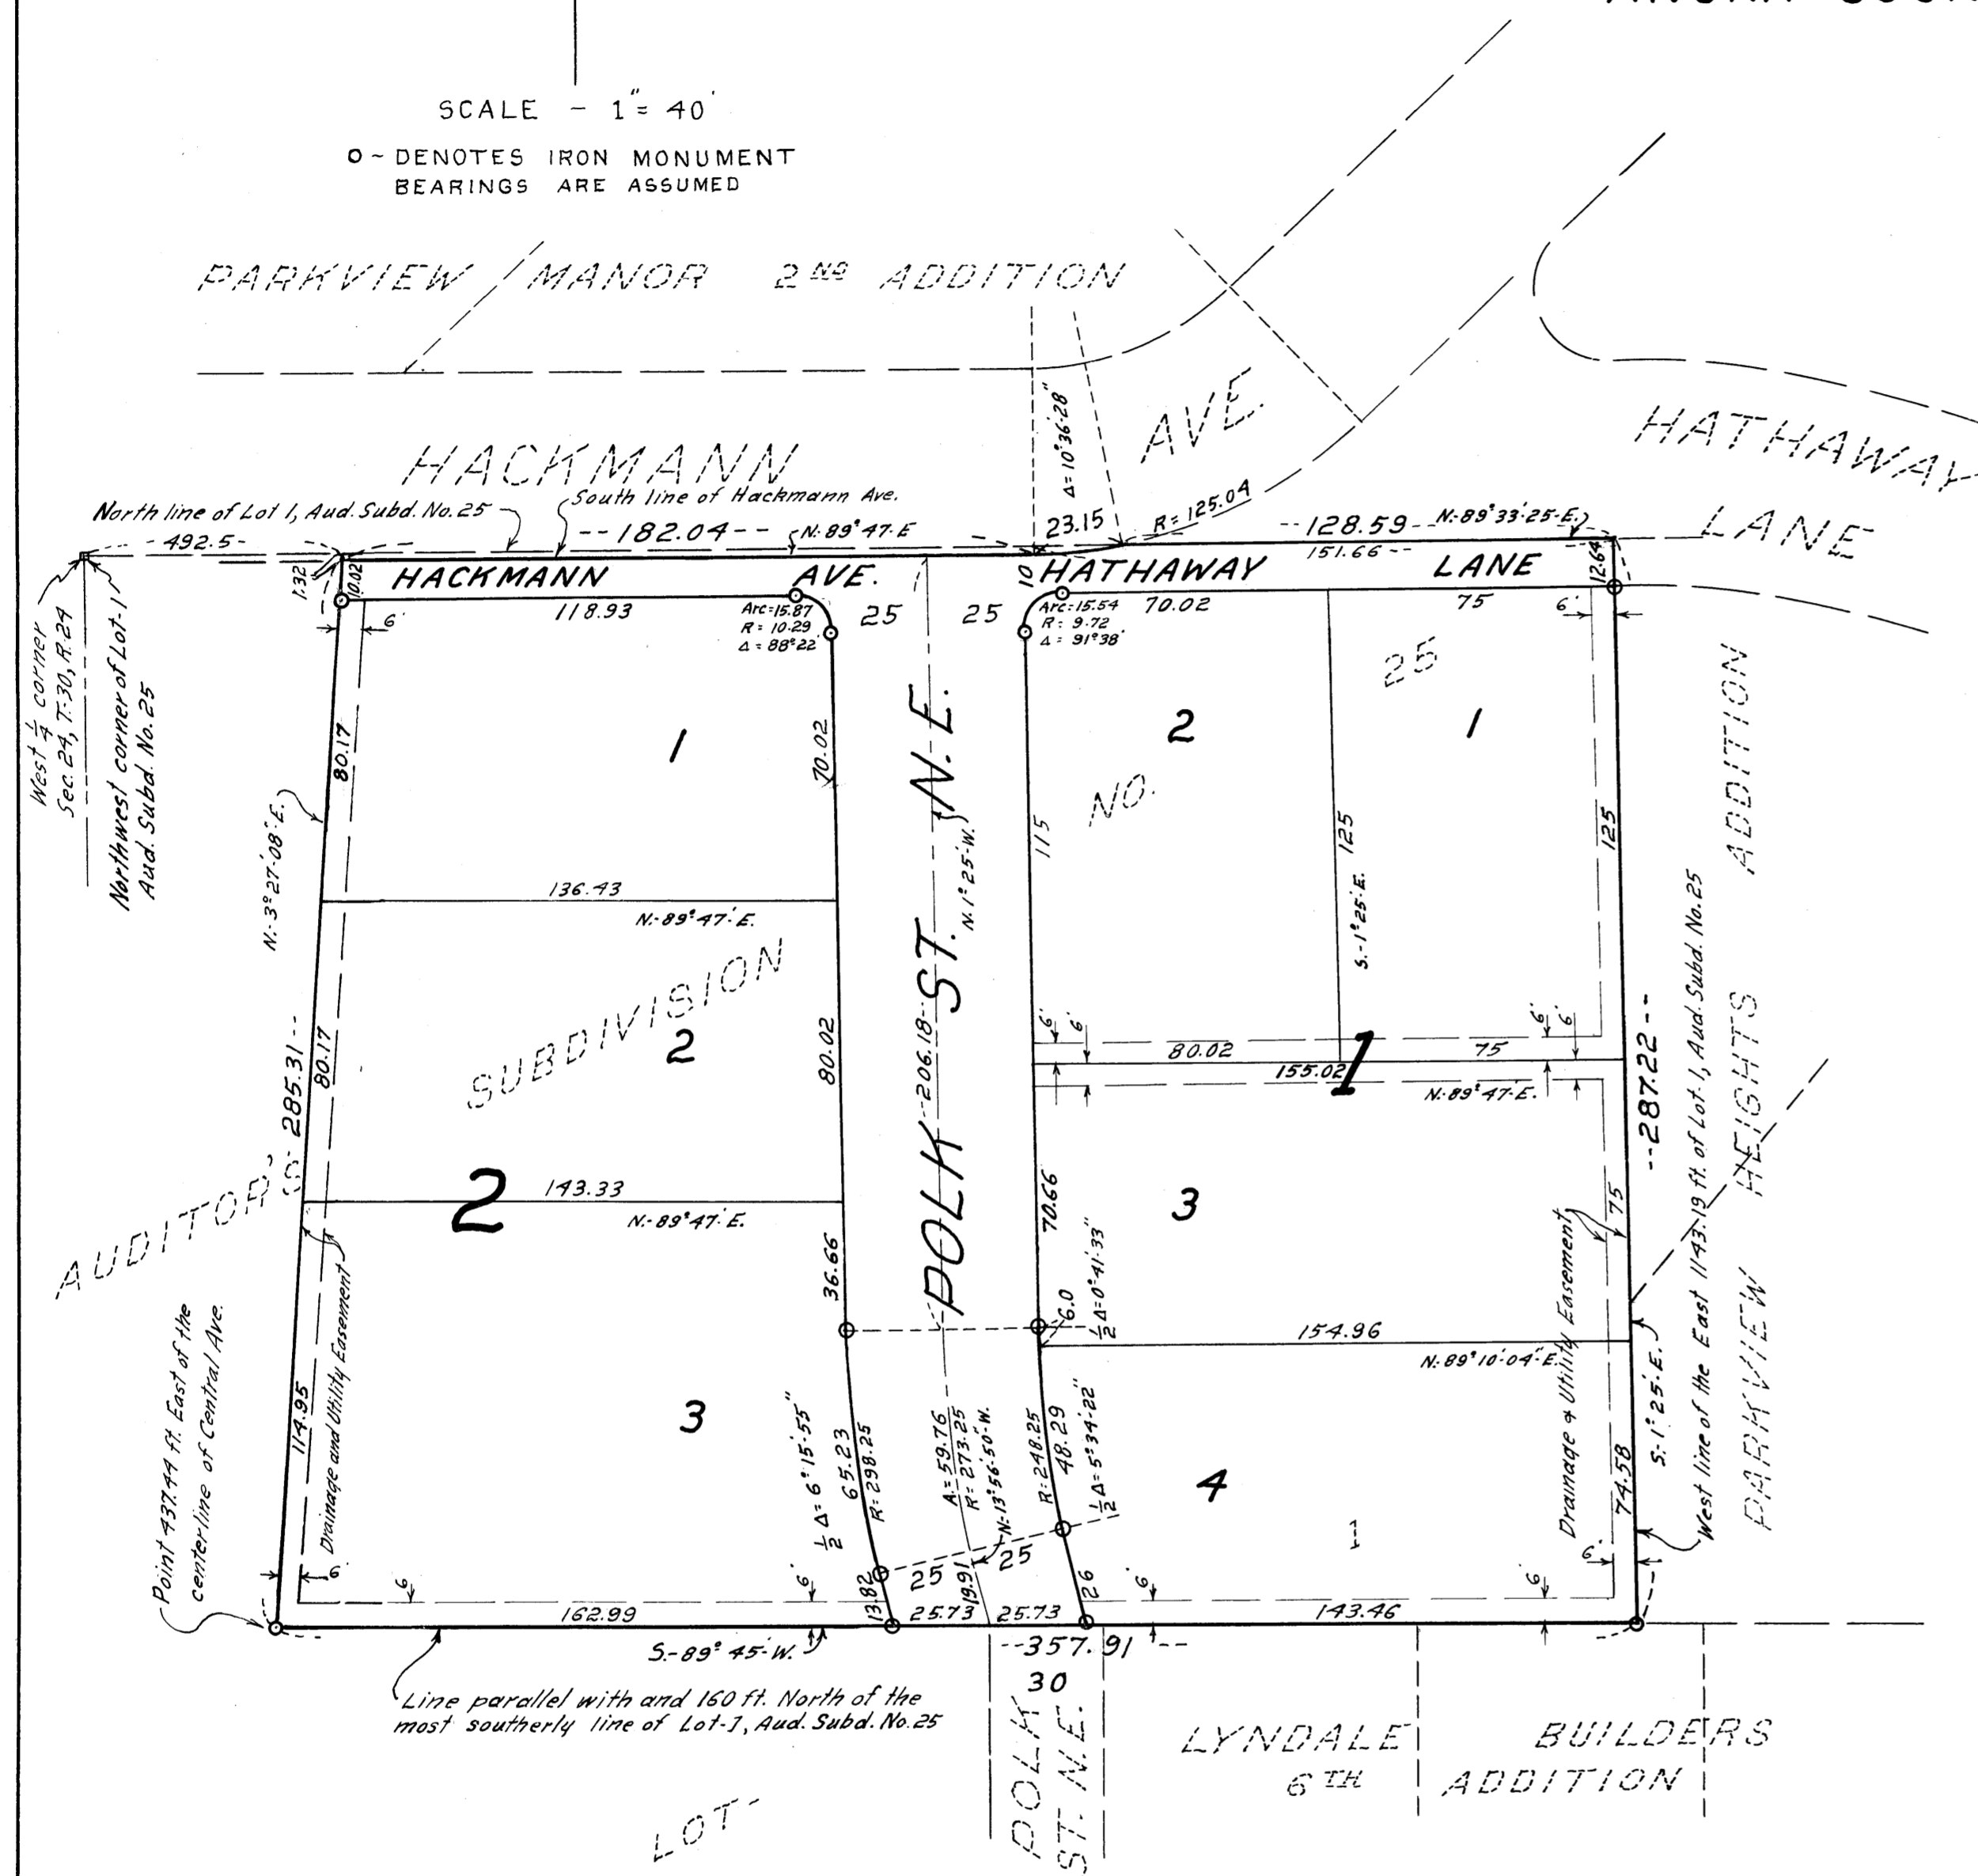 SCALE - 1" = 40'
O ~ DENOTES IRON MONUMENT
BEARINGS ARE ASSUMED
PARKVIEW MANOR 2ND ADDITION
HACKMANN
AVE.
HATHAWAY
LANE
Δ = 10°36'28"
North line of Lot 1, Aud. Subd. No. 25
South line of Hackmann Ave.
--182.04--
N.-89°47'-E
23.15
R = 125.04
--128.59--
N.-89°33'-25"-E.
492.5
1.32
10.02
HACKMANN AVE.
10
HATHAWAY LANE
151.66--
12.64
118.93
6'
Arc = 15.87
R = 10.29
Δ = 88°22'
25
25
Arc = 15.54
R = 9.72
Δ = 91°38'
70.02
75
6'
West 1/4 corner
Sec. 24, T-30, R-24
Northwest corner of Lot-1
Aud. Subd. No. 25
N.-3°27'-08"-E.
80.17
1
70.02
POLK ST. N.E.
N.1°25'-W.
--206.18--
115
2
NO.
25
1
S.-1°25'-E.
125
125
136.43
N.-89°47'-E.
SUBDIVISION
2
80.17
--285.31--
80.02
6'
6'
80.02
155.02
75
1
6'
6'
N.-89°47'-E.
--287.22--
AUDITOR'S
2
143.33
N.-89°47'-E.
36.66
70.66
6.0
1/2 Δ = 0°41'33"
3
75
154.96
N.-89°10'-04"-E.
Drainage & Utility Easement
S.-1°25'-E.
West line of the East 1143.19 ft. of Lot-1, Aud. Subd. No. 25
PARKVIEW HEIGHTS ADDITION
Point 437.44 ft. East of the
centerline of Central Ave.
114.95
Drainage and Utility Easement
3
1/2 Δ = 6°15'-55"
65.23
R = 298.25
A. = 59.76
R = 273.25
N.-13°56'-50"-W.
R = 248.25
48.29
1/2 Δ = 5°34'-22"
4
1
74.58
6'
6
6
6'
13.82
25
19.91
25
26
6'
6'
162.99
25.73
25.73
143.46
S.-89°45'-W.
--357.91--
30
Line parallel with and 160 ft. North of the
most southerly line of Lot-1, Aud. Subd. No. 25
LOT-
POLK
ST. N.E.
LYNDALE BUILDERS
6TH ADDITION